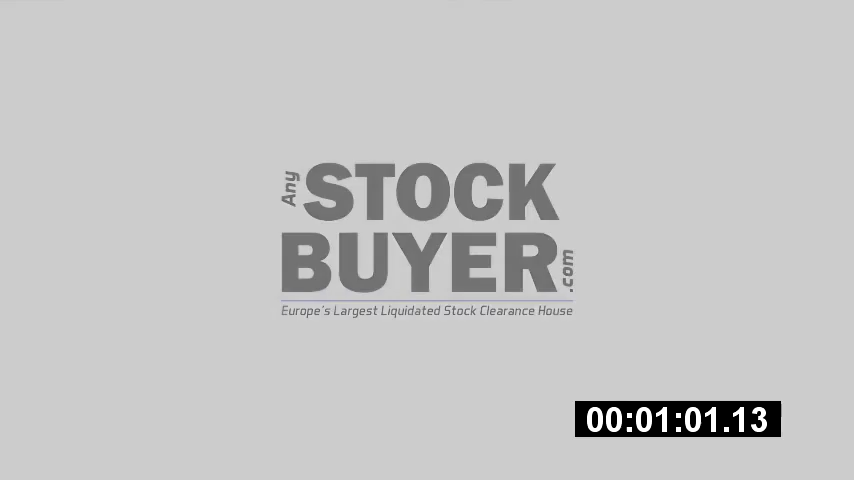 Any
STOCK
BUYER
.com
Europe's Largest Liquidated Stock Clearance House
00:01:01.13